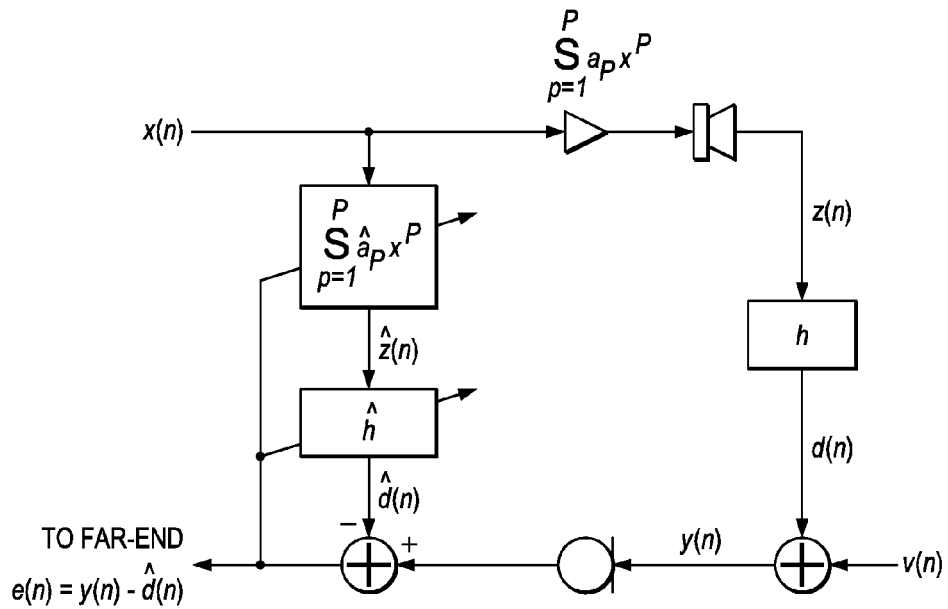 P
S a_P x^P
p=1
x(n)
P
S â_P x^P
p=1
z(n)
ẑ(n)
h
ĥ
d(n)
d̂(n)
−
+
TO FAR-END
y(n)
v(n)
e(n) = y(n) - d̂(n)